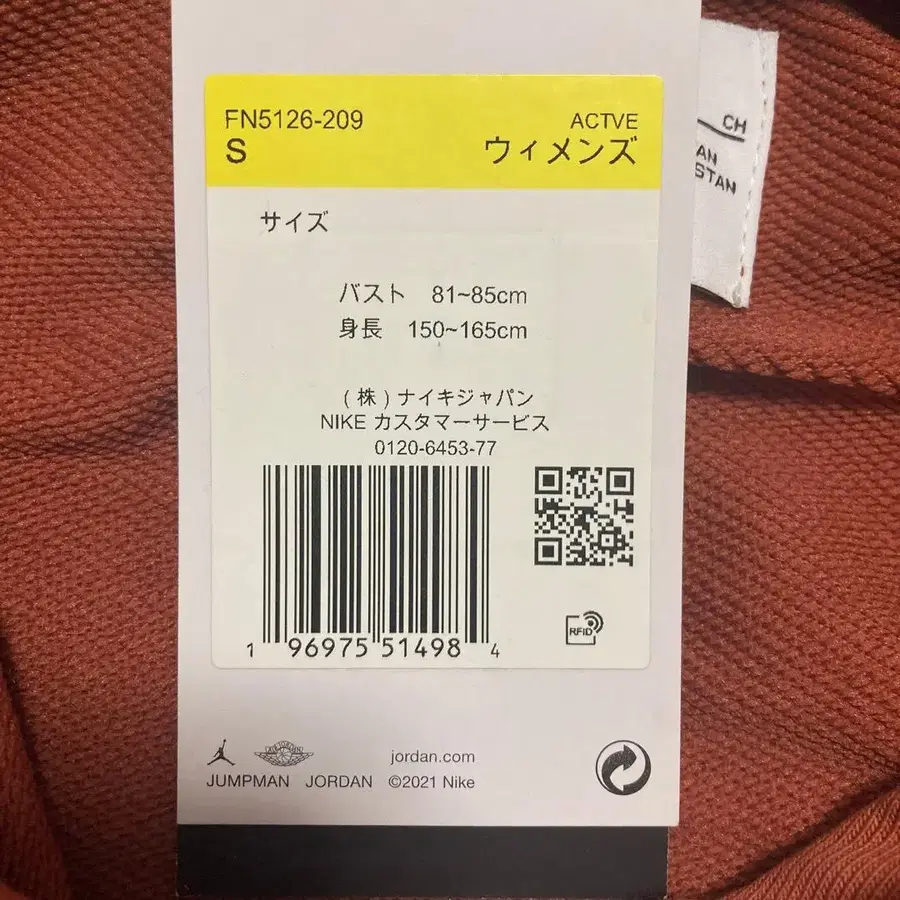 FN5126-209
S
ACTVE
ウィメンズ
サイズ
バスト 81~85cm
身長 150~165cm
(株)ナイキジャパン
NIKE カスタマーサービス
0120-6453-77
1 96975 51498 4
RFID
jordan.com
JUMPMAN JORDAN ©2021 Nike
CH
AN
STAN